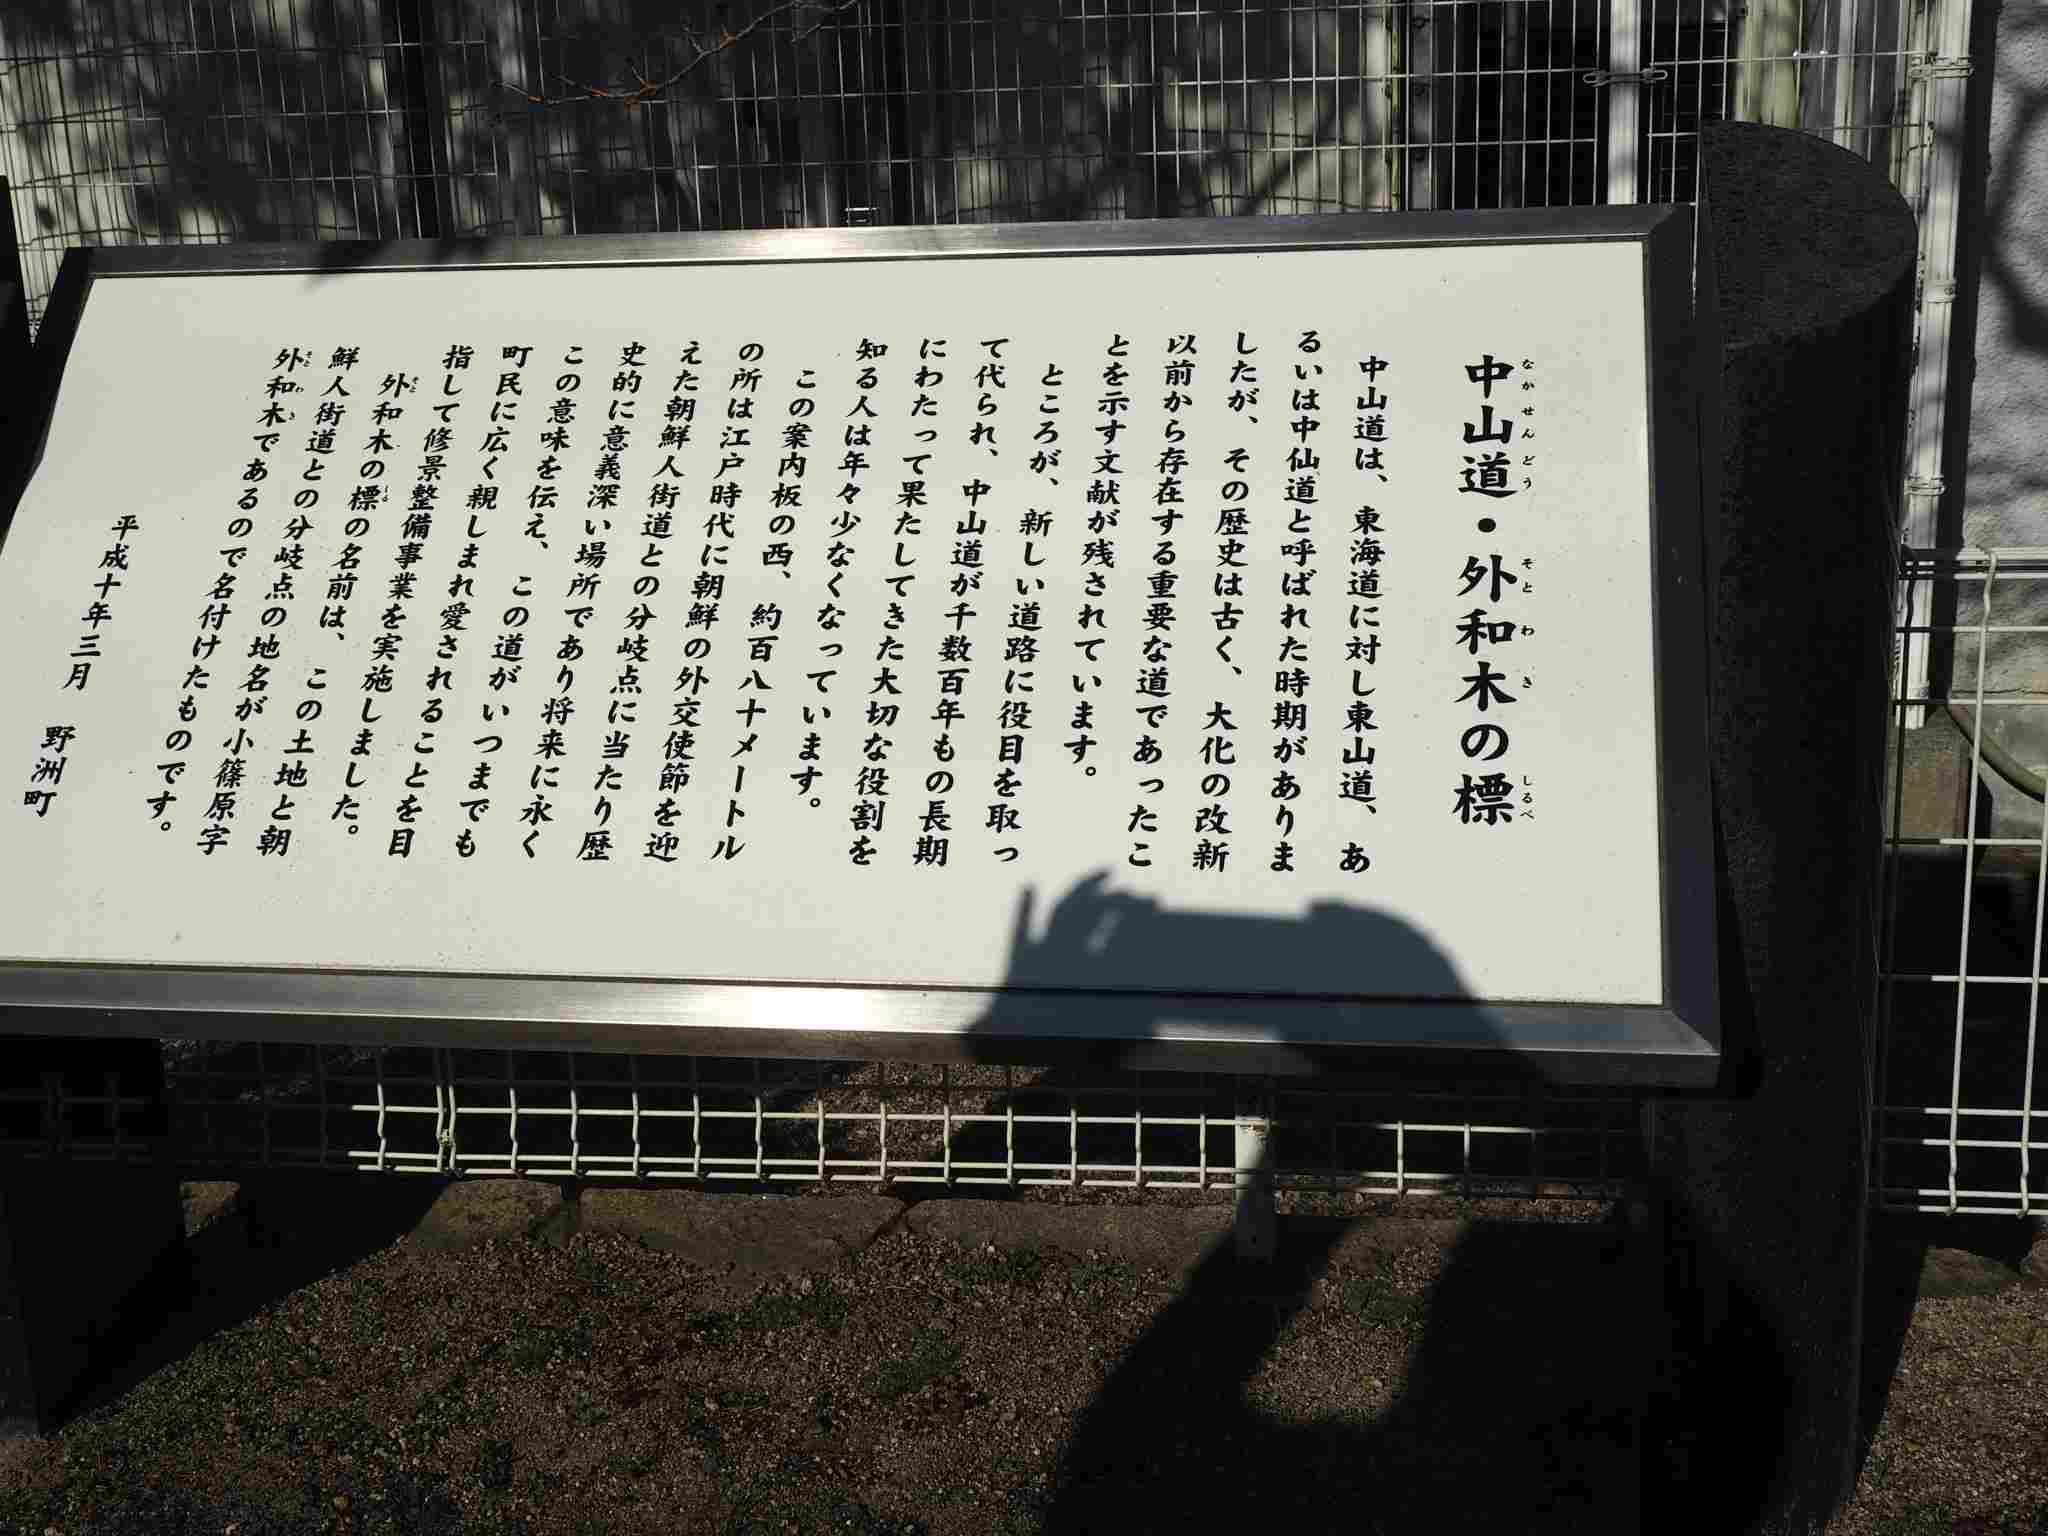 中山道・外和木の標
なかせんどう そとわき しるべ
中山道は、東海道に対し東山道、あ
るいは中仙道と呼ばれた時期がありま
したが、その歴史は古く、大化の改新
以前から存在する重要な道であったこ
とを示す文献が残されています。
ところが、新しい道路に役目を取っ
て代られ、中山道が千数百年もの長期
にわたって果たしてきた大切な役割を
知る人は年々少なくなっています。
この案内板の西、約百八十メートル
の所は江戸時代に朝鮮の外交使節を迎
えた朝鮮人街道との分岐点に当たり歴
史的に意義深い場所であり将来に永く
この意味を伝え、この道がいつまでも
町民に広く親しまれ愛されることを目
指して修景整備事業を実施しました。
外和木の標の名前は、この土地と朝
鮮人街道との分岐点の地名が小篠原字
外和木であるので名付けたものです。
平成十年三月 野洲町